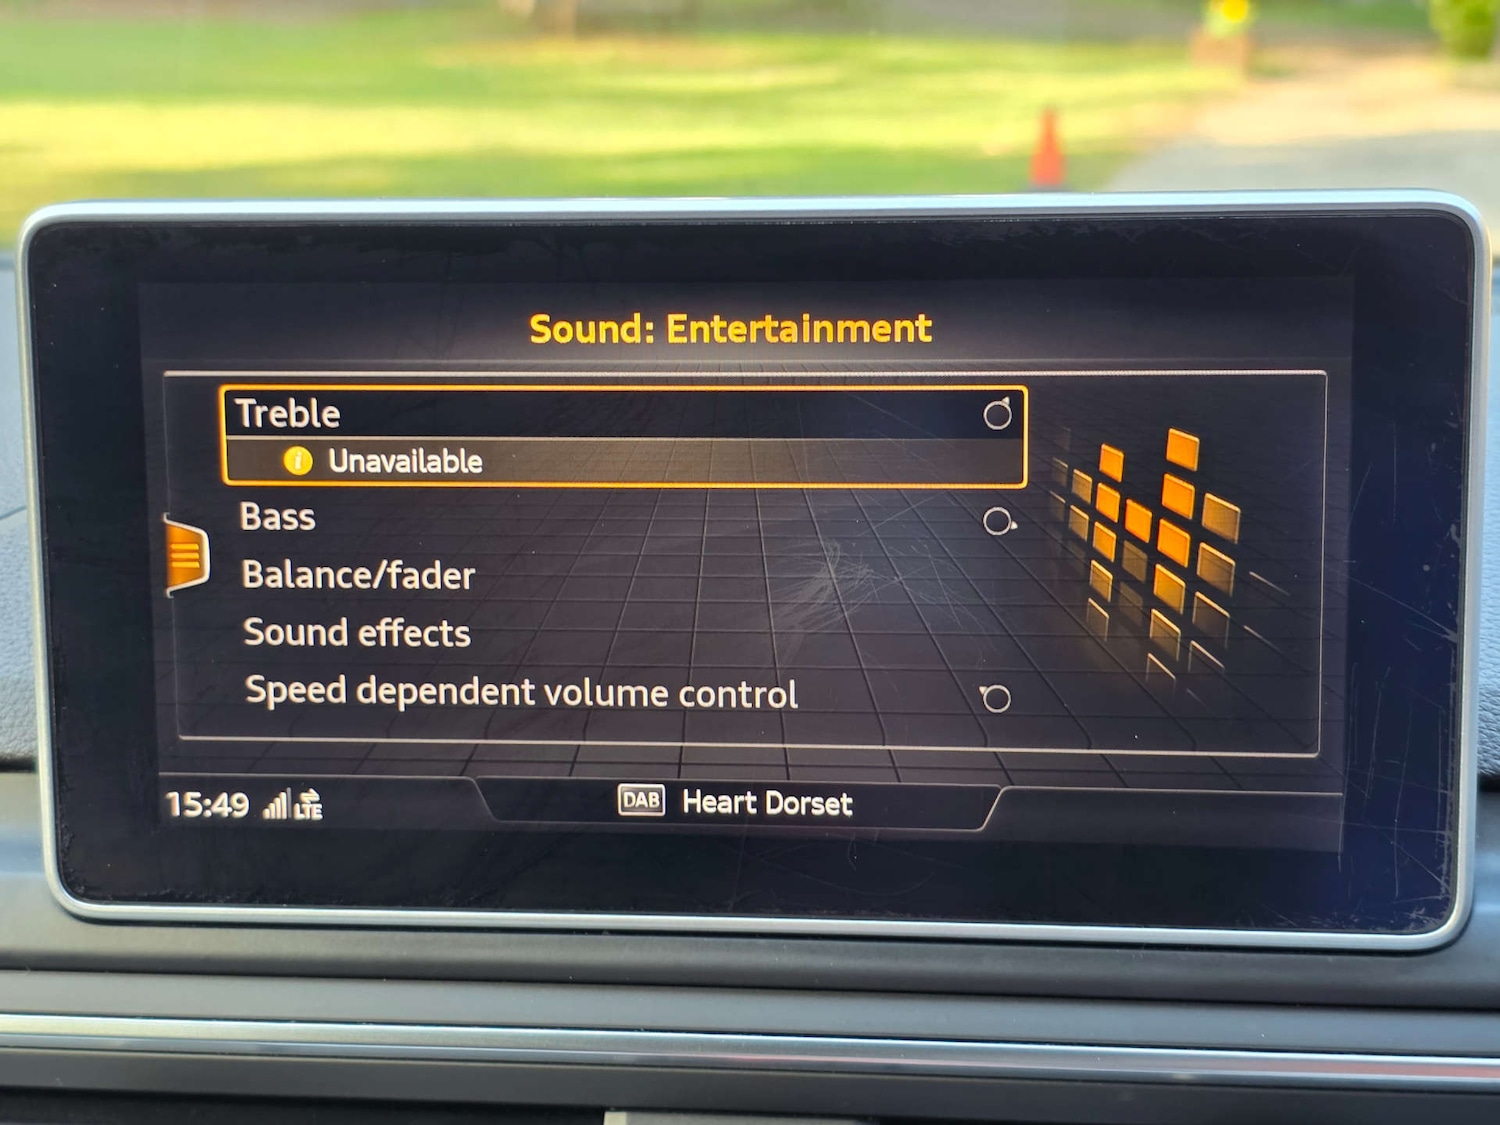 Sound: Entertainment
Treble
i Unavailable
Bass
Balance/fader
Sound effects
Speed dependent volume control
15:49 LTE DAB Heart Dorset